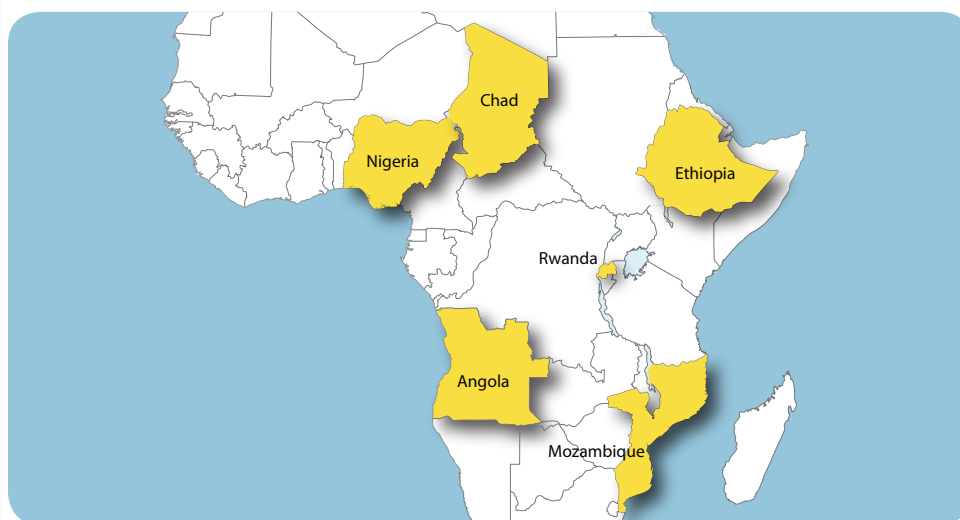 Chad
Nigeria
Ethiopia
Rwanda
Angola
Mozambique